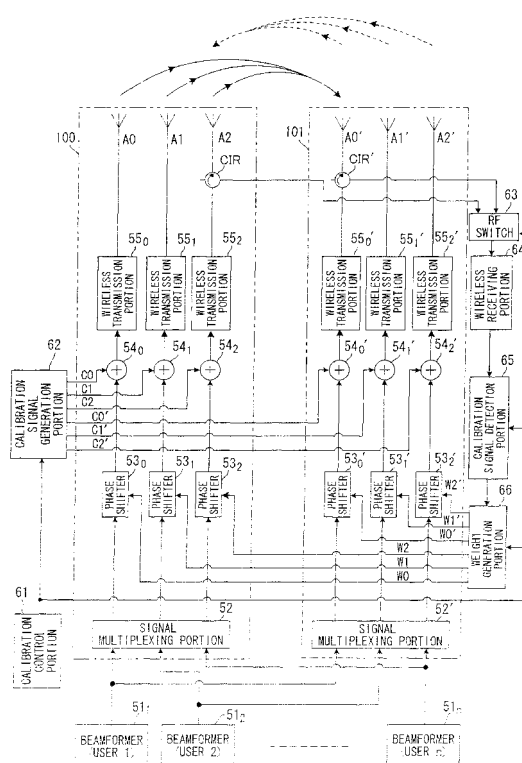 100
A0
A1
A2
CIR
101
A0'
A1'
A2'
CIR'
63
RF
SWITCH
64
55₀
55₁
55₂
55₀'
55₁'
55₂'
WIRELESS
TRANSMISSION
PORTION
WIRELESS
TRANSMISSION
PORTION
WIRELESS
TRANSMISSION
PORTION
WIRELESS
TRANSMISSION
PORTION
WIRELESS
TRANSMISSION
PORTION
WIRELESS
TRANSMISSION
PORTION
WIRELESS
RECEIVING
PORTION
62
CALIBRATION
SIGNAL
GENERATION
PORTION
54₀
54₁
54₂
54₀'
54₁'
54₂'
C0
C1
C2
C0'
C1'
C2'
65
CALIBRATION
SIGNAL DETECTION
PORTION
53₀
53₁
53₂
53₀'
53₁'
53₂'
PHASE
SHIFTER
PHASE
SHIFTER
PHASE
SHIFTER
PHASE
SHIFTER
PHASE
SHIFTER
PHASE
SHIFTER
66
WEIGHT
GENERATION
PORTION
W2'
W1'
W0'
W2
W1
W0
61
CALIBRATION
CONTROL
PORTION
52
SIGNAL
MULTIPLEXING PORTION
52'
SIGNAL
MULTIPLEXING PORTION
51₁
BEAMFORMER
(USER 1)
51₂
BEAMFORMER
(USER 2)
51ₙ
BEAMFORMER
(USER n)